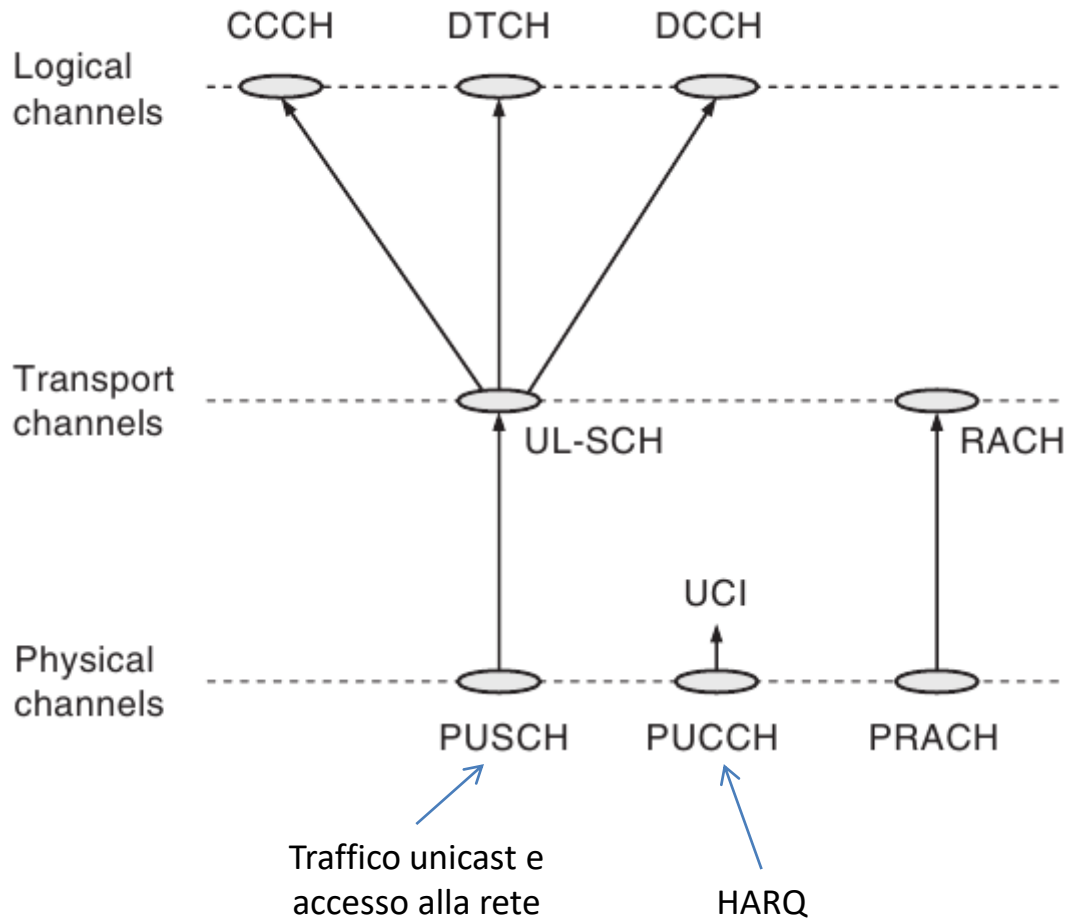 CCCH DTCH DCCH
Logical
channels
Transport
channels
UL-SCH RACH
UCI
Physical
channels
PUSCH PUCCH PRACH
Traffico unicast e
accesso alla rete
HARQ